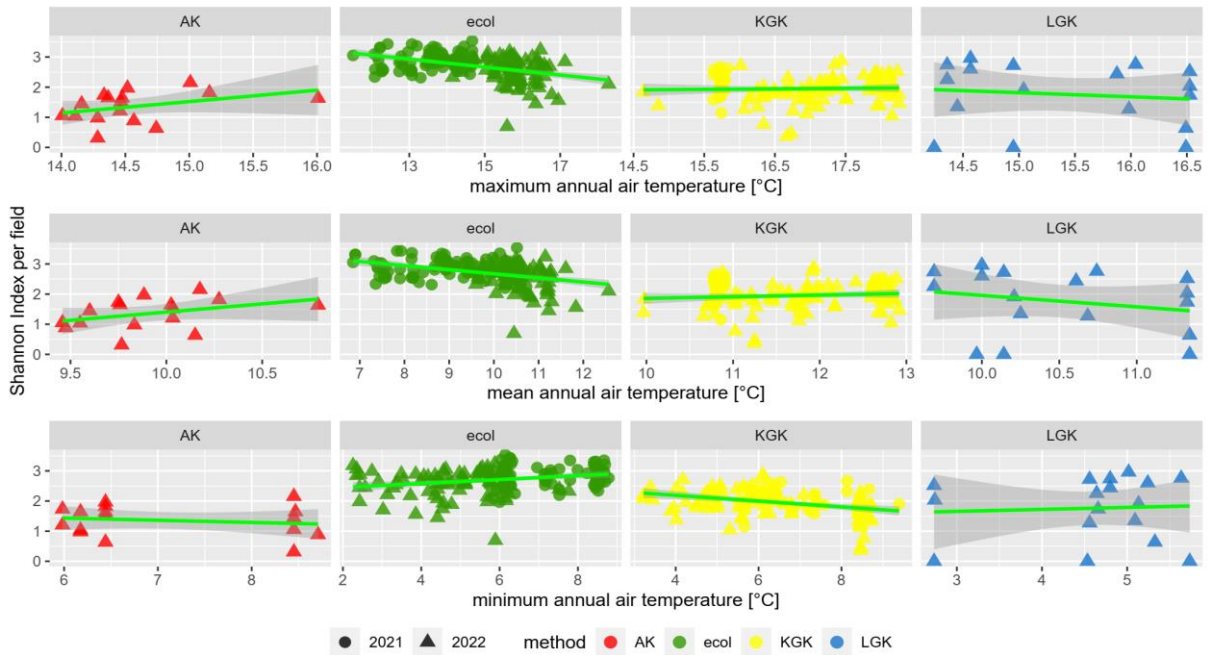 AK ecol KGK LGK
3
2
1
0
14.0 14.5 15.0 15.5 16.0 13 15 17 14.5 15.5 16.5 17.5 14.5 15.0 15.5 16.0 16.5
maximum annual air temperature [°C]
Shannon Index per field
AK ecol KGK LGK
3
2
1
0
9.5 10.0 10.5 7 8 9 10 11 12 10 11 12 13 10.0 10.5 11.0
mean annual air temperature [°C]
AK ecol KGK LGK
3
2
1
0
6 7 8 2 4 6 8 4 6 8 3 4 5
minimum annual air temperature [°C]
2021 2022 method AK ecol KGK LGK